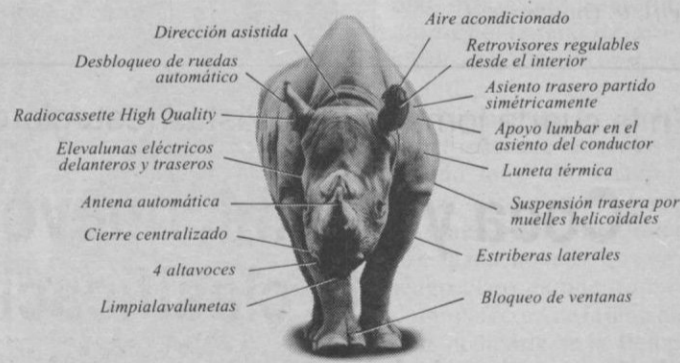 Dirección asistida
Desbloqueo de ruedas
automático
Radiocassette High Quality
Elevalunas eléctricos
delanteros y traseros
Antena automática
Cierre centralizado
4 altavoces
Limpialavalunetas
Aire acondicionado
Retrovisores regulables
desde el interior
Asiento trasero partido
simétricamente
Apoyo lumbar en el
asiento del conductor
Luneta térmica
Suspensión trasera por
muelles helicoidales
Estriberas laterales
Bloqueo de ventanas